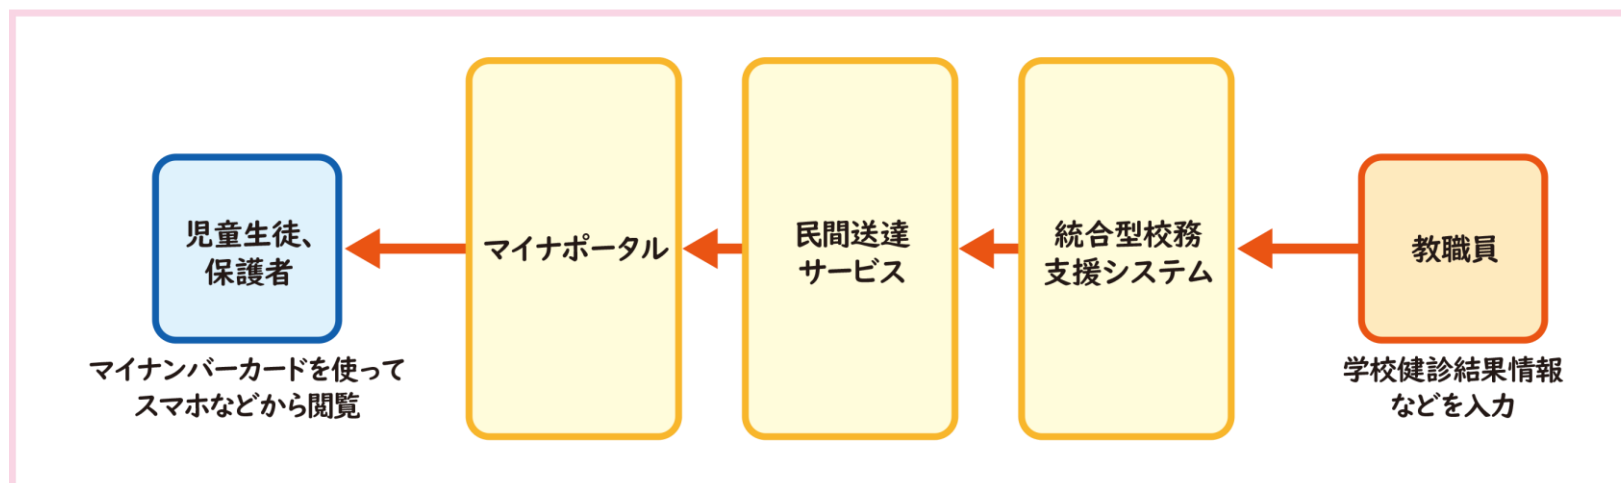 児童生徒、
保護者
マイナンバーカードを使って
スマホなどから閲覧
マイナポータル
民間送達
サービス
統合型校務
支援システム
教職員
学校健診結果情報
などを入力